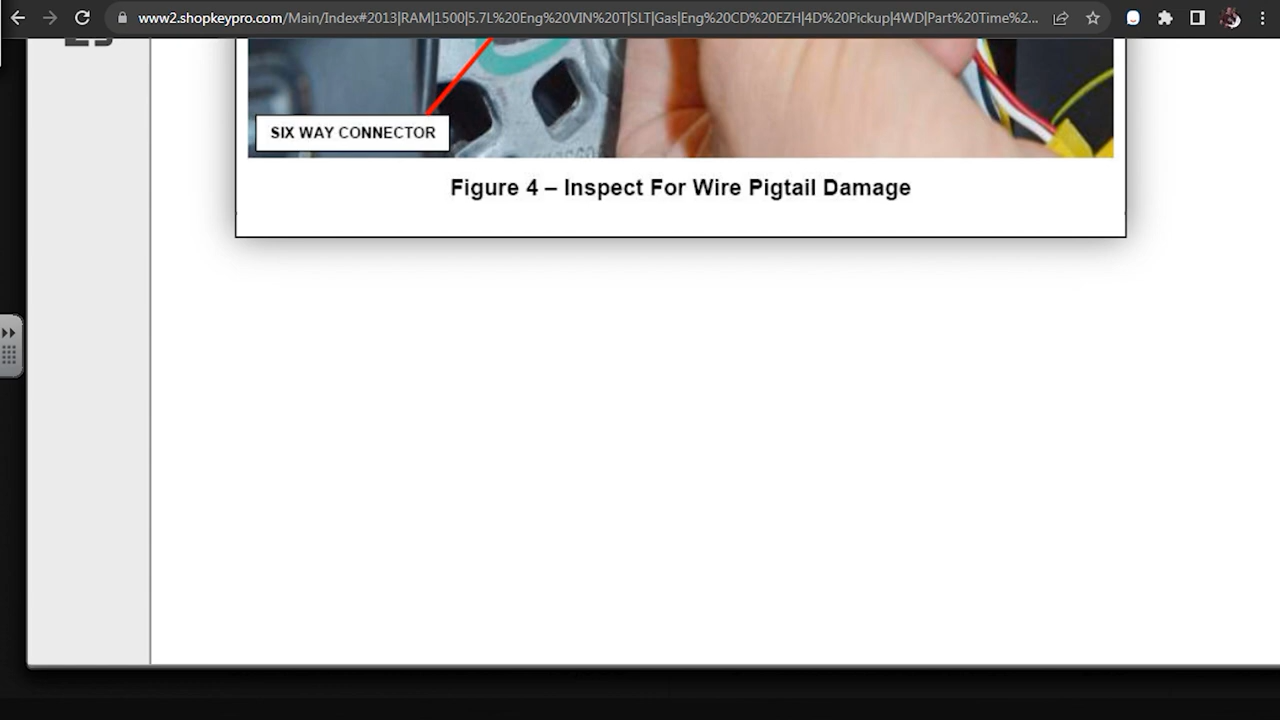 www2.shopkeypro.com/Main/Index#2013|RAM|1500|5.7L%20Eng%20VIN%20T|SLT|Gas|Eng%20CD%20EZH|4D%20Pickup|4WD|Part%20Time%2...
SIX WAY CONNECTOR
Figure 4 – Inspect For Wire Pigtail Damage